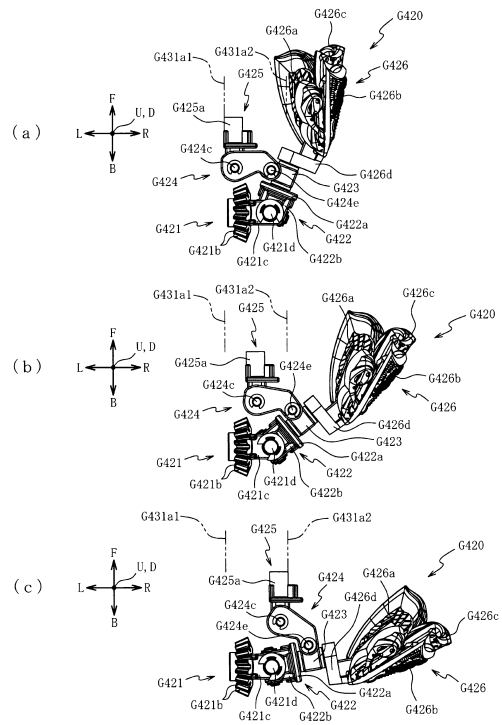 G426c
G420
G426a
G431a1
G431a2
G425
G426
F
U,D
G425a
G426b
(a)
L
R
G424c
B
G426d
G424
G423
G424e
G422a
G421
G422
G421d
G421b
G422b
G421c
G431a2
G431a1
G426a
G426c
G425
G420
F
U,D
G425a
G424e
(b)
L
R
G426b
G424c
B
G424
G426
G426d
G423
G421
G422a
G422
G421d
G421b
G422b
G421c
G431a1
G431a2
F
G425
G420
U,D
G426a
G425a
G424
(c)
L
R
G423
G426d
G426c
G424c
B
G424e
G421
G426
G421d
G422a
G421b
G422
G426b
G421c
G422b